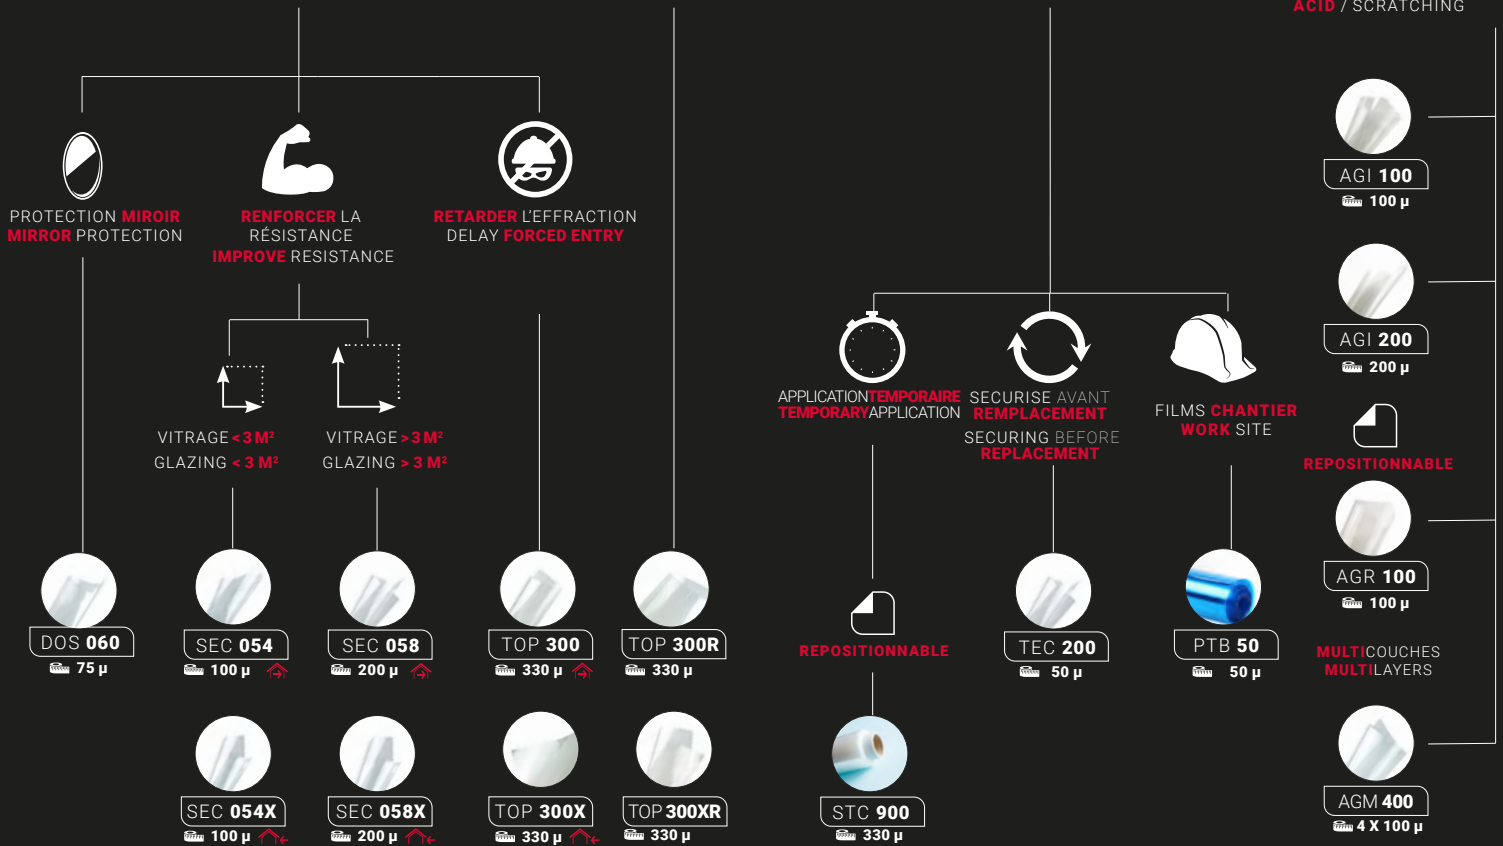 ACID / SCRATCHING
PROTECTION MIROIR
MIRROR PROTECTION
RENFORCER LA
RÉSISTANCE
IMPROVE RESISTANCE
RETARDER L'EFFRACTION
DELAY FORCED ENTRY
VITRAGE < 3 M²
GLAZING < 3 M²
VITRAGE > 3 M²
GLAZING > 3 M²
DOS 060
75 µ
SEC 054
100 µ
SEC 058
200 µ
TOP 300
330 µ
TOP 300R
330 µ
SEC 054X
100 µ
SEC 058X
200 µ
TOP 300X
330 µ
TOP 300XR
330 µ
APPLICATION TEMPORAIRE
TEMPORARY APPLICATION
REPOSITIONNABLE
STC 900
330 µ
SECURISE AVANT
REMPLACEMENT
SECURING BEFORE
REPLACEMENT
TEC 200
50 µ
FILMS CHANTIER
WORK SITE
PTB 50
50 µ
AGI 100
100 µ
AGI 200
200 µ
REPOSITIONNABLE
AGR 100
100 µ
MULTICOUCHES
MULTILAYERS
AGM 400
4 X 100 µ